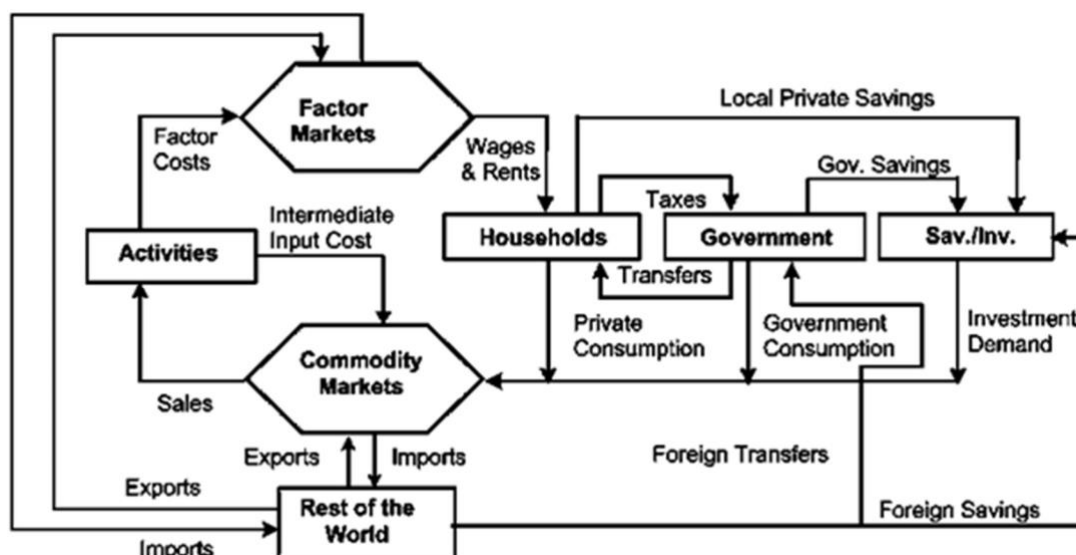 Factor
Markets
Local Private Savings
Factor
Costs
Wages
& Rents
Gov. Savings
Taxes
Intermediate
Input Cost
Households
Government
Sav./Inv.
Activities
Transfers
Private
Consumption
Government
Consumption
Investment
Demand
Commodity
Markets
Sales
Exports
Imports
Foreign Transfers
Exports
Rest of the
World
Foreign Savings
Imports